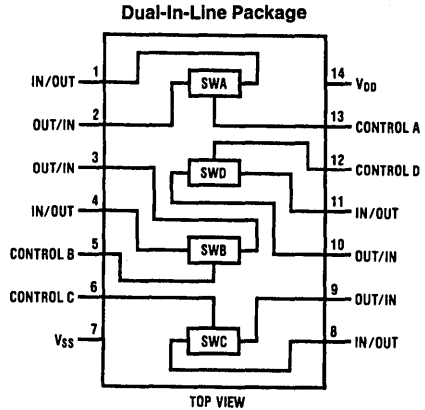 Dual-In-Line Package
IN/OUT 1
OUT/IN 2
OUT/IN 3
IN/OUT 4
CONTROL B 5
CONTROL C 6
VSS 7
SWA
SWD
SWB
SWC
14 VDD
13 CONTROL A
12 CONTROL D
11 IN/OUT
10 OUT/IN
9 OUT/IN
8 IN/OUT
TOP VIEW